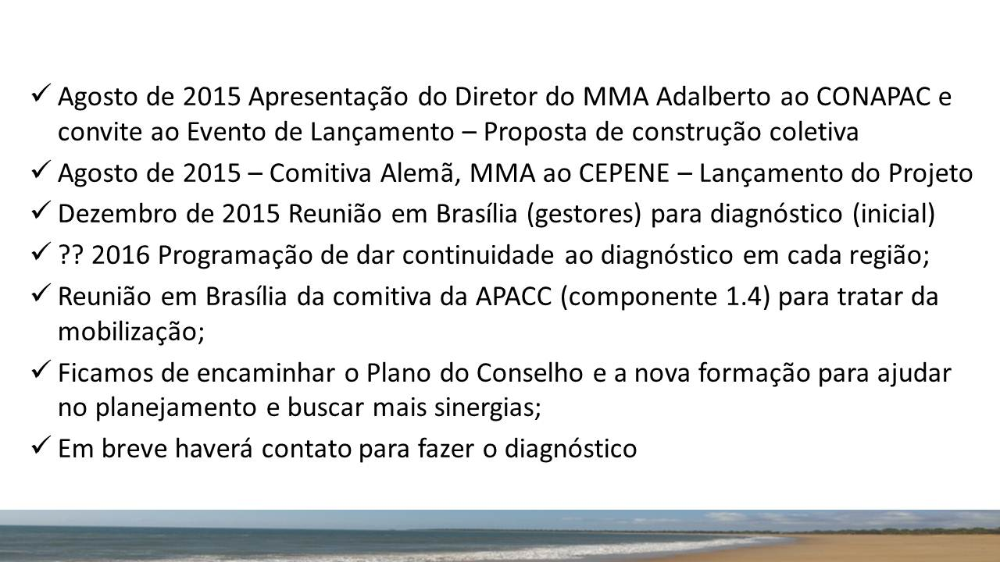 ✓ Agosto de 2015 Apresentação do Diretor do MMA Adalberto ao CONAPAC e
convite ao Evento de Lançamento – Proposta de construção coletiva
✓ Agosto de 2015 – Comitiva Alemã, MMA ao CEPENE – Lançamento do Projeto
✓ Dezembro de 2015 Reunião em Brasília (gestores) para diagnóstico (inicial)
✓ ?? 2016 Programação de dar continuidade ao diagnóstico em cada região;
✓ Reunião em Brasília da comitiva da APACC (componente 1.4) para tratar da
mobilização;
✓ Ficamos de encaminhar o Plano do Conselho e a nova formação para ajudar
no planejamento e buscar mais sinergias;
✓ Em breve haverá contato para fazer o diagnóstico